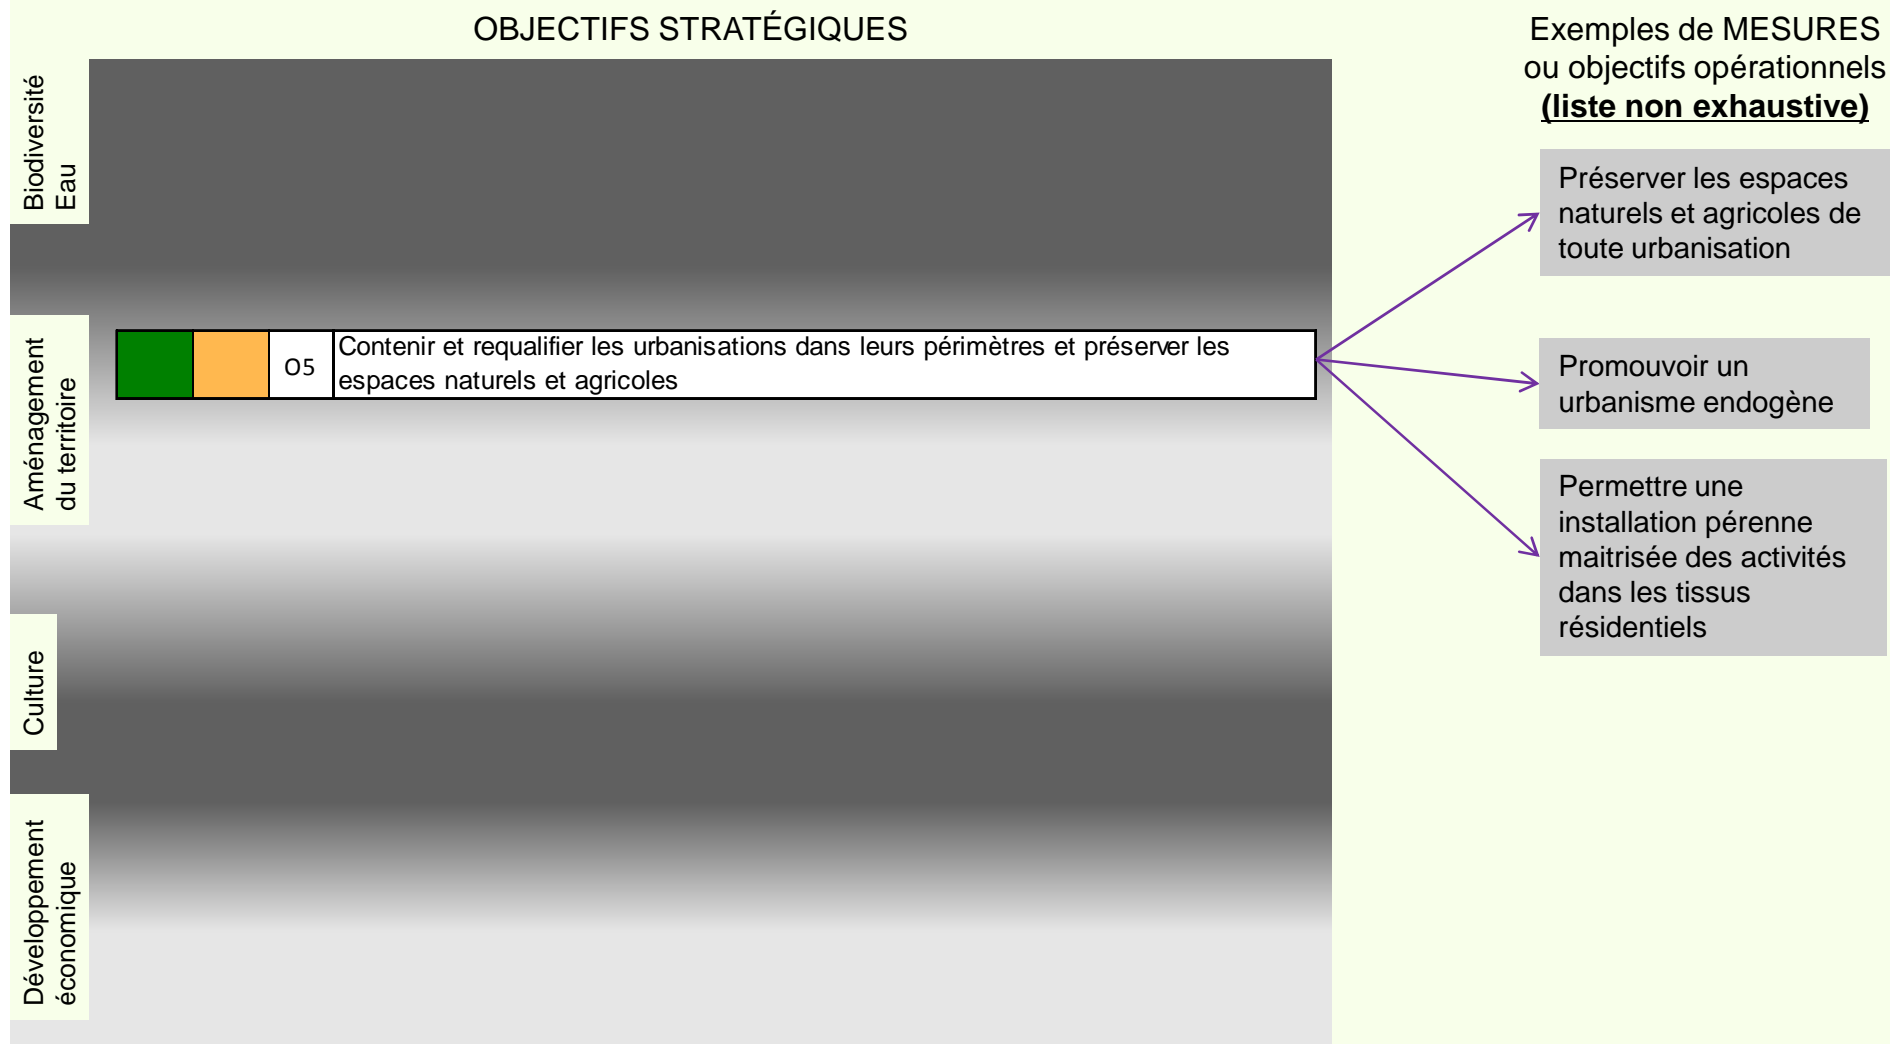 OBJECTIFS STRATÉGIQUES
Exemples de MESURES
ou objectifs opérationnels
(liste non exhaustive)
Biodiversité
Eau
Aménagement
du territoire
Culture
Développement
économique
O5
Contenir et requalifier les urbanisations dans leurs périmètres et préserver les
espaces naturels et agricoles
Préserver les espaces
naturels et agricoles de
toute urbanisation
Promouvoir un
urbanisme endogène
Permettre une
installation pérenne
maitrisée des activités
dans les tissus
résidentiels